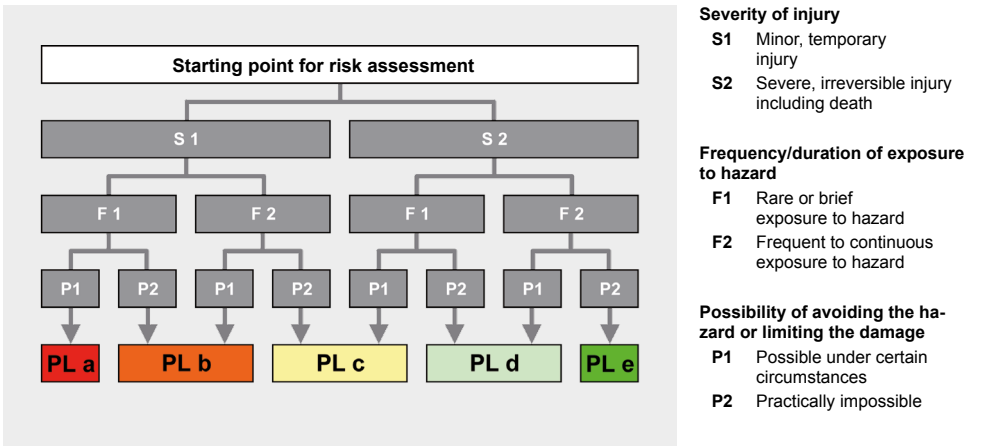 Starting point for risk assessment
S 1
S 2
F 1
F 2
F 1
F 2
P1
P2
P1
P2
P1
P2
P1
P2
PL a
PL b
PL c
PL d
PL e
Severity of injury
S1 Minor, temporary
injury
S2 Severe, irreversible injury
including death
Frequency/duration of exposure
to hazard
F1 Rare or brief
exposure to hazard
F2 Frequent to continuous
exposure to hazard
Possibility of avoiding the ha-
zard or limiting the damage
P1 Possible under certain
circumstances
P2 Practically impossible